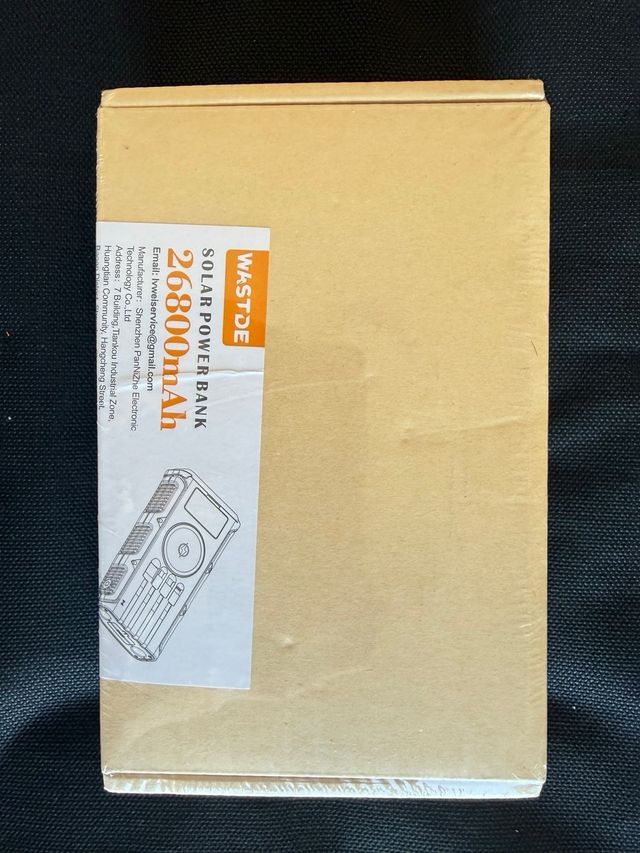 WASTDE
SOLAR POWER BANK
26800mAh
Email: lvweiservice@gmail.com
Manufacturer: Shenzhen PanNiZhe Electronic
Technology Co.,Ltd
Address: 7 Building,Tiankou Industrial Zone,
Huangtian Community, Hangcheng Street,